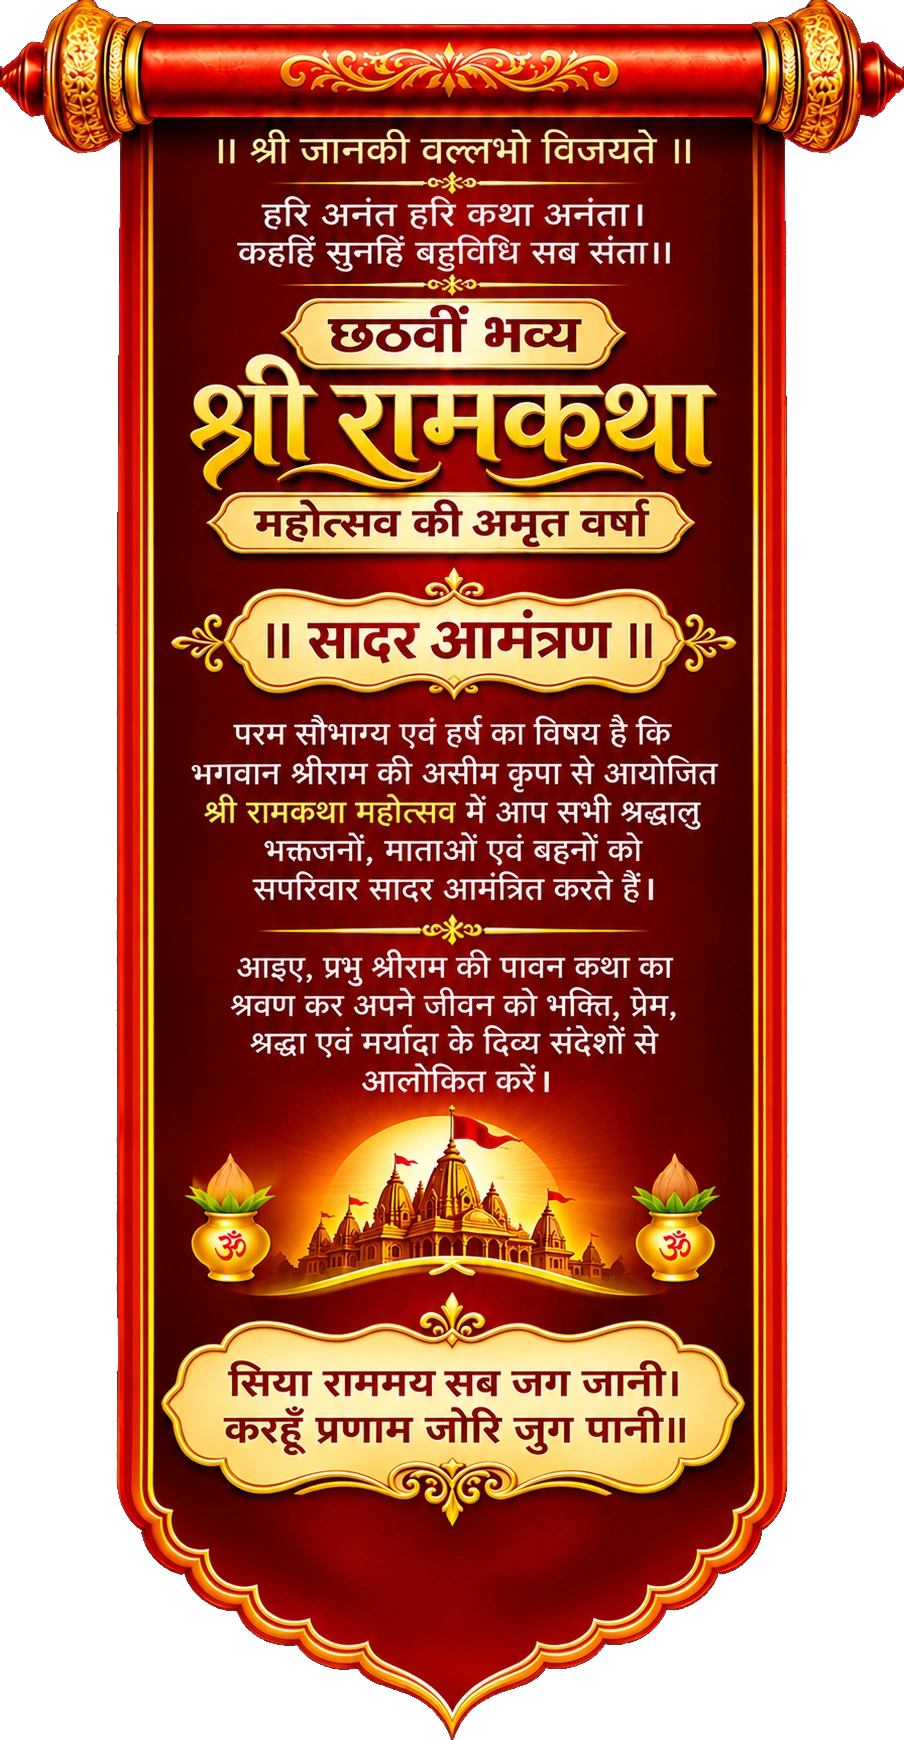 ॥ श्री जानकी वल्लभो विजयते ॥
हरि अनंत हरि कथा अनंता।
कहहिं सुनहिं बहुविधि सब संता।।
छठवीं भव्य
श्री रामकथा
महोत्सव की अमृत वर्षा
॥ सादर आमंत्रण ॥
परम सौभाग्य एवं हर्ष का विषय है कि
भगवान श्रीराम की असीम कृपा से आयोजित
श्री रामकथा महोत्सव में आप सभी श्रद्धालु
भक्तजनों, माताओं एवं बहनों को
सपरिवार सादर आमंत्रित करते हैं।
आइए, प्रभु श्रीराम की पावन कथा का
श्रवण कर अपने जीवन को भक्ति, प्रेम,
श्रद्धा एवं मर्यादा के दिव्य संदेशों से
आलोकित करें।
ॐ
ॐ
सिया राममय सब जग जानी।
करहूँ प्रणाम जोरि जुग पानी॥